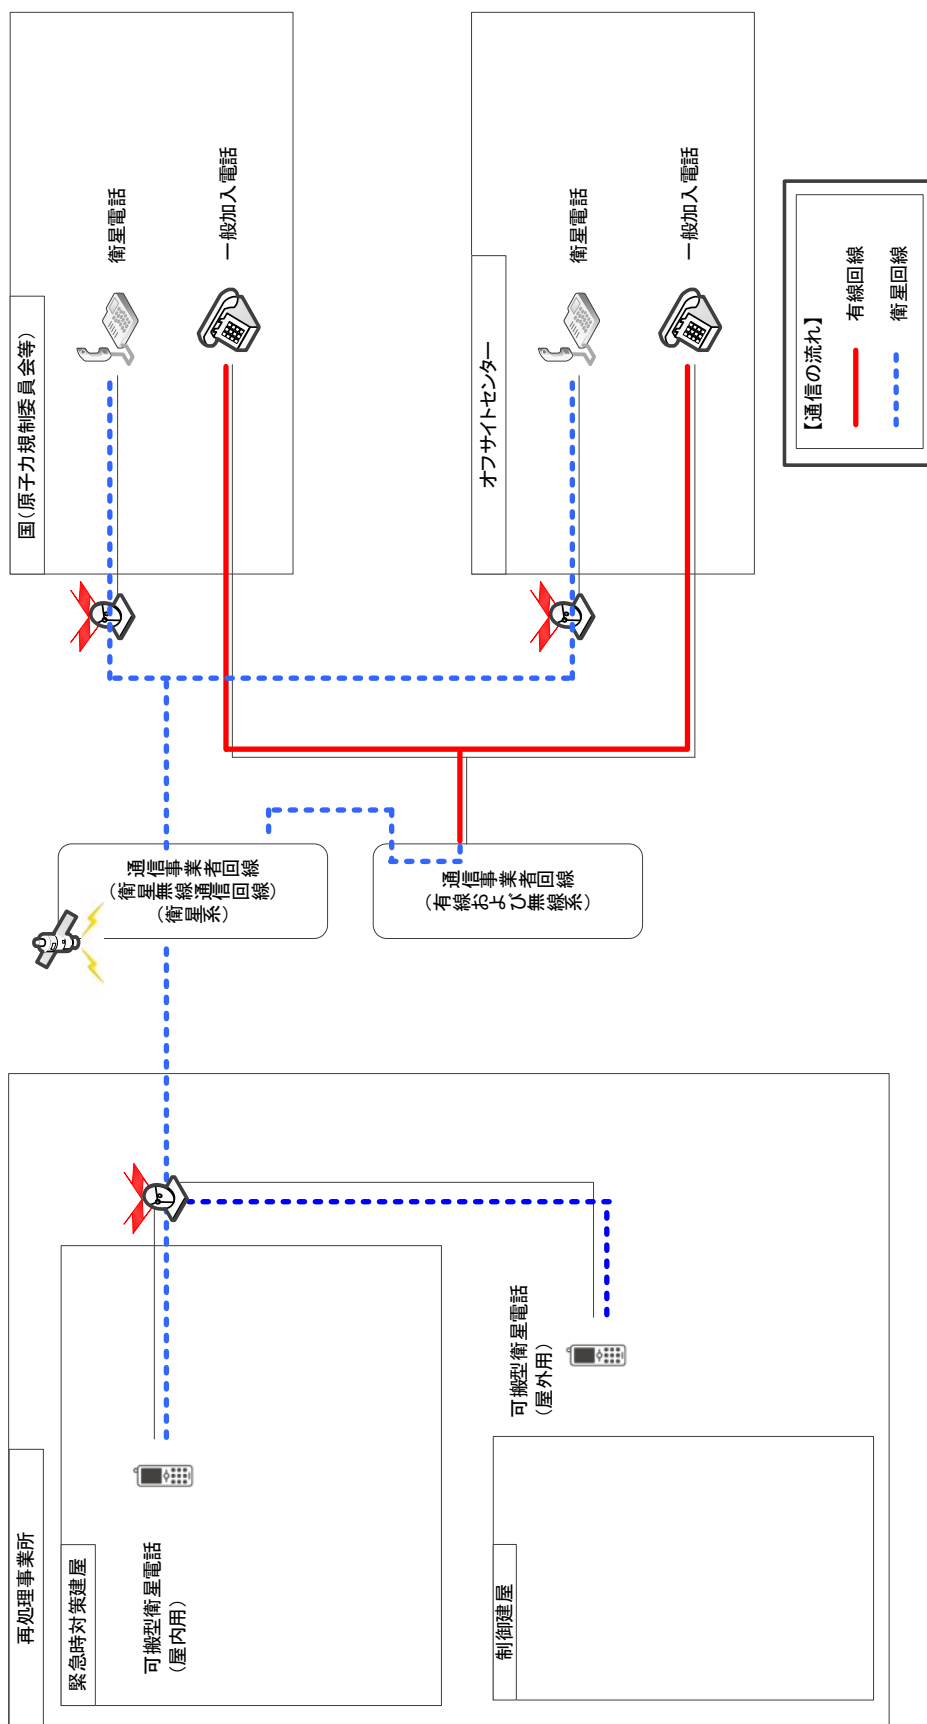 再処理事業所
緊急時対策建屋
可搬型衛星電話
(屋内用)
制御建屋
可搬型衛星電話
(屋外用)
通信事業者回線
(衛星無線通信回線)
(衛星系)
通信事業者回線
(有線および無線系)
国(原子力規制委員会等)
衛星電話
一般加入電話
オフサイトセンター
衛星電話
一般加入電話
【通信の流れ】
有線回線
衛星回線